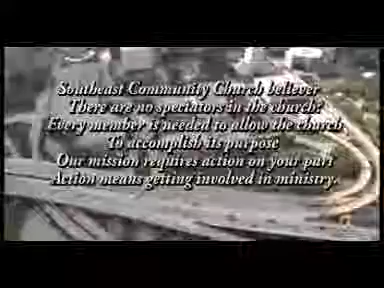 Southeast Community Church believer
There are no spectators in the church:
Every member is needed to allow the church
To accomplish its purpose
Our mission requires action on your part
Action means getting involved in ministry.